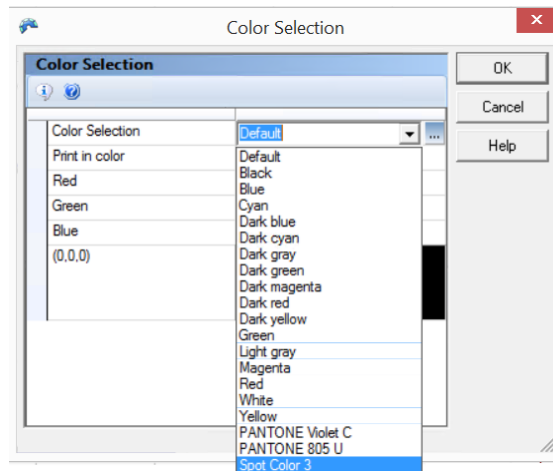 Color Selection
Color Selection
OK
Cancel
Help
Color Selection
Default
...
Print in color
Red
Green
Blue
(0,0,0)
Default
Black
Blue
Cyan
Dark blue
Dark cyan
Dark gray
Dark green
Dark magenta
Dark red
Dark yellow
Green
Light gray
Magenta
Red
White
Yellow
PANTONE Violet C
PANTONE 805 U
Spot Color 3